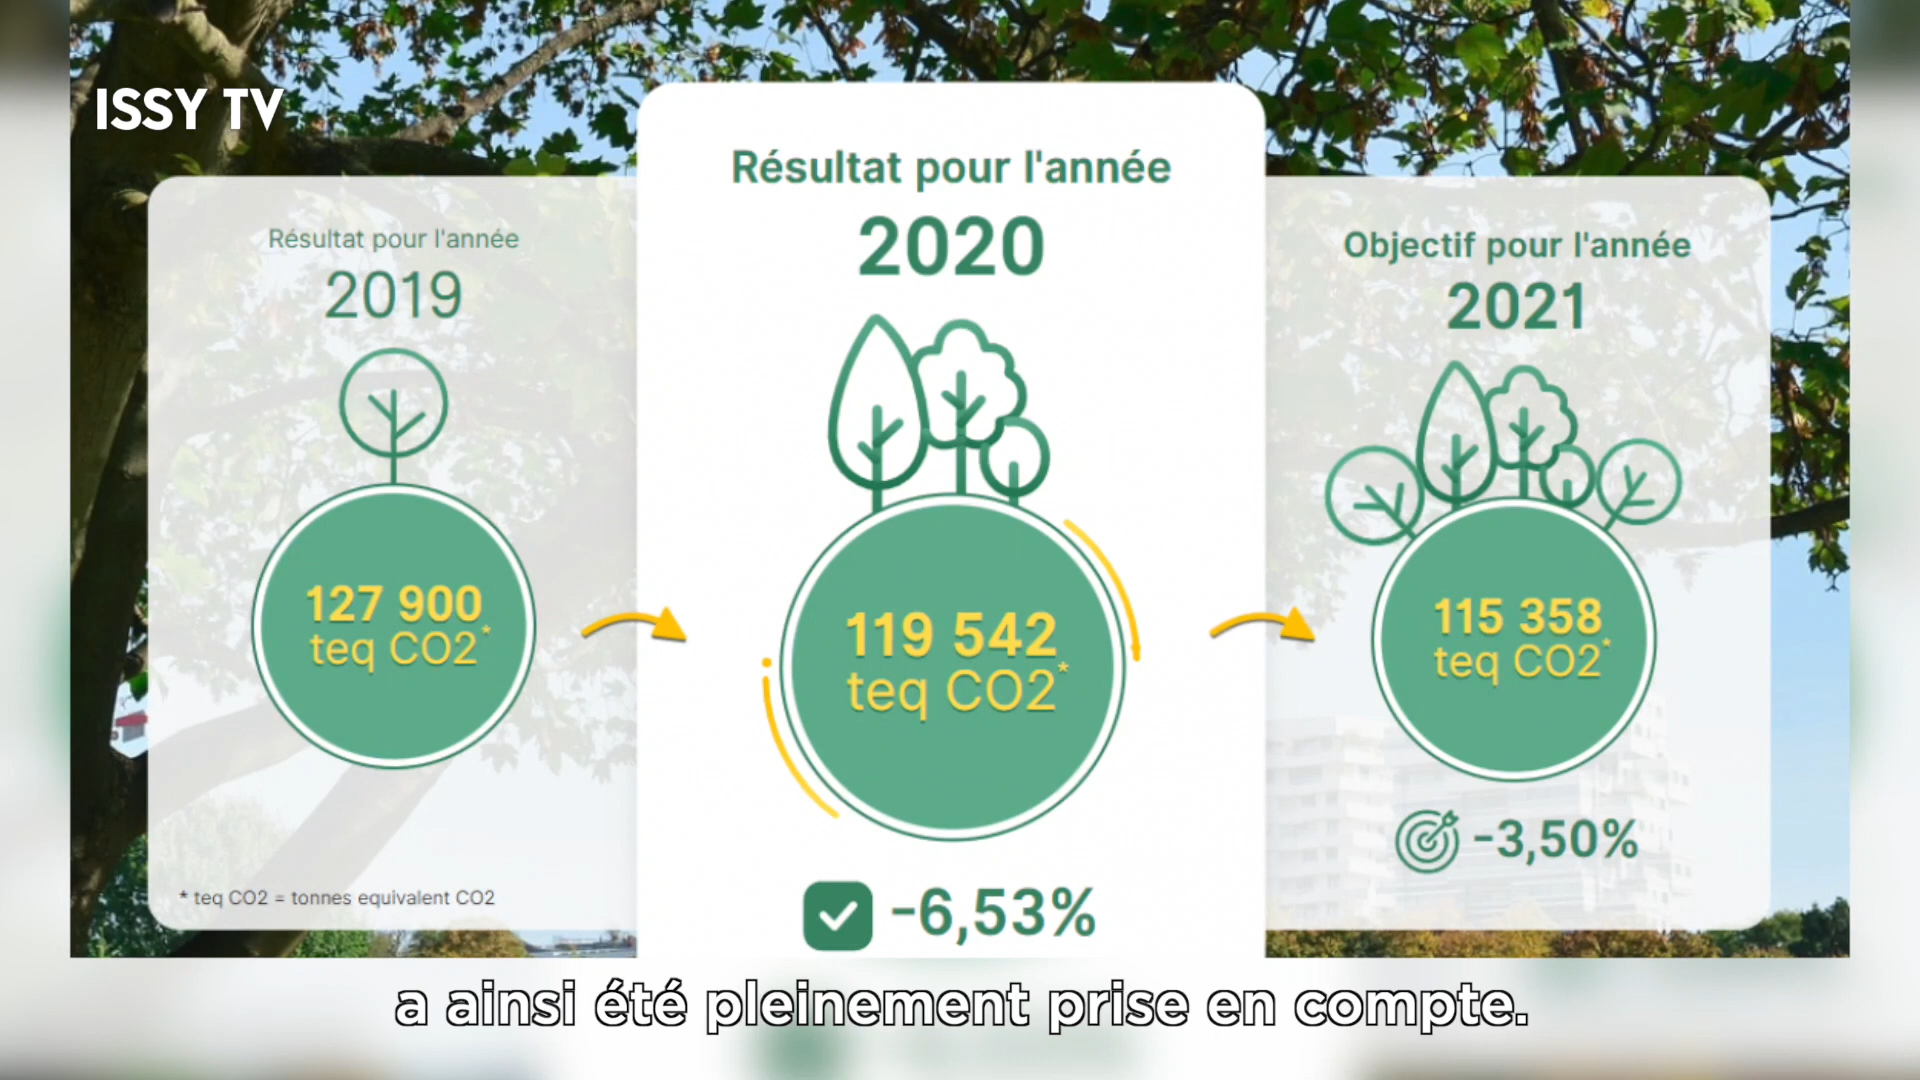 ISSY TV
Résultat pour l'année
2019
127 900
teq CO2*
* teq CO2 = tonnes equivalent CO2
Résultat pour l'année
2020
119 542
teq CO2*
-6,53%
Objectif pour l'année
2021
115 358
teq CO2*
-3,50%
a ainsi été pleinement prise en compte.